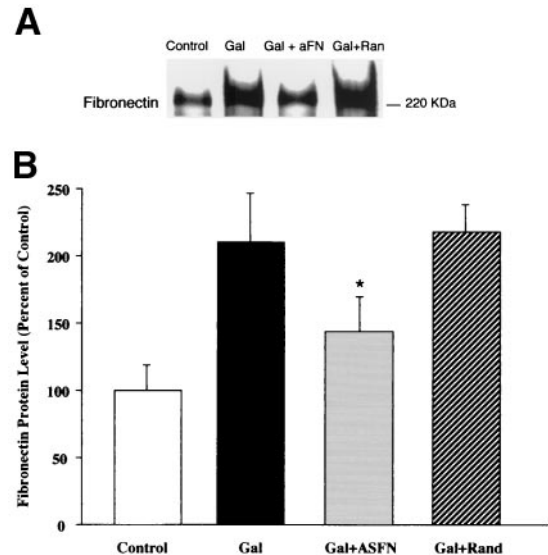 A
Control Gal Gal + aFN Gal+Ran
Fibronectin 220 KDa
B
Fibronectin Protein Level (Percent of Control)
250
200
150
100
50
0
*
Control Gal Gal+ASFN Gal+Rand